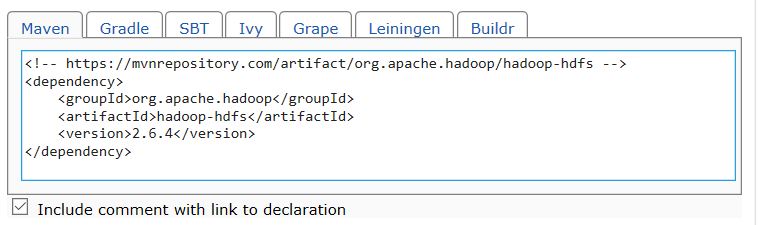 Maven Gradle SBT Ivy Grape Leiningen Buildr
<!-- https://mvnrepository.com/artifact/org.apache.hadoop/hadoop-hdfs -->
<dependency>
    <groupId>org.apache.hadoop</groupId>
    <artifactId>hadoop-hdfs</artifactId>
    <version>2.6.4</version>
</dependency>
Include comment with link to declaration